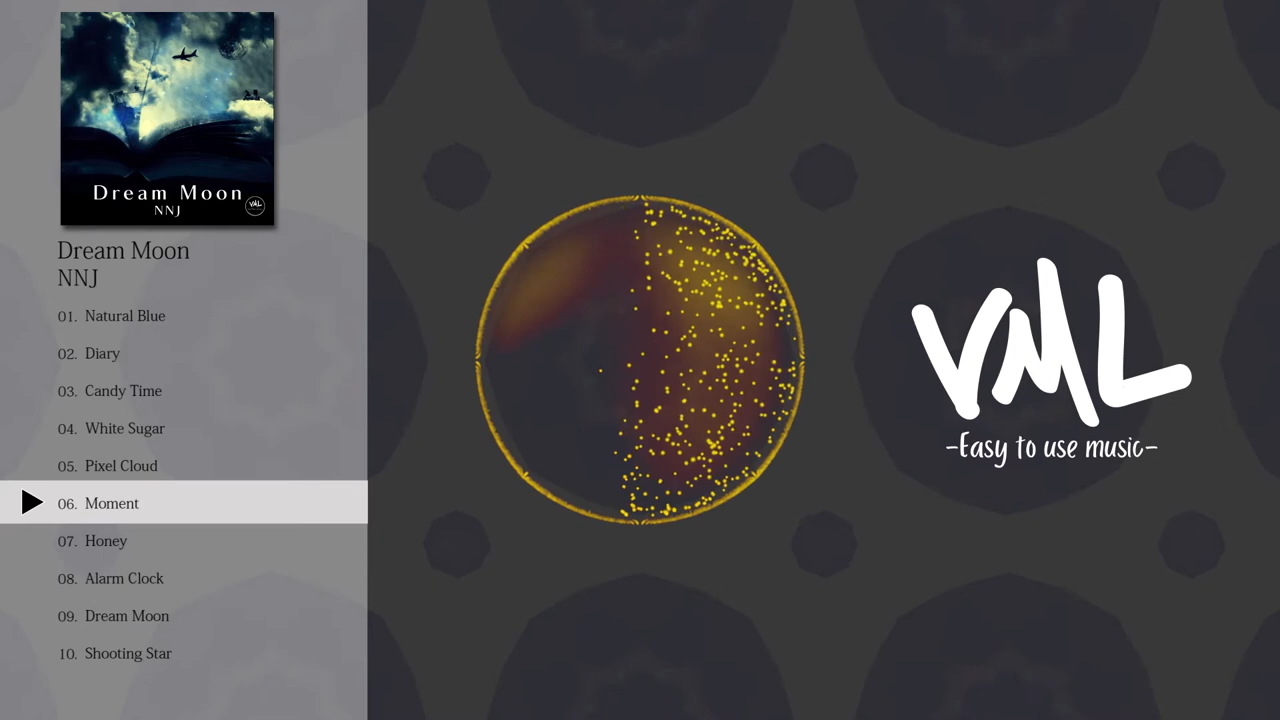 Dream Moon
NNJ
VML
Dream Moon
NNJ
01. Natural Blue
02. Diary
03. Candy Time
04. White Sugar
05. Pixel Cloud
06. Moment
07. Honey
08. Alarm Clock
09. Dream Moon
10. Shooting Star
VML
-Easy to use music-